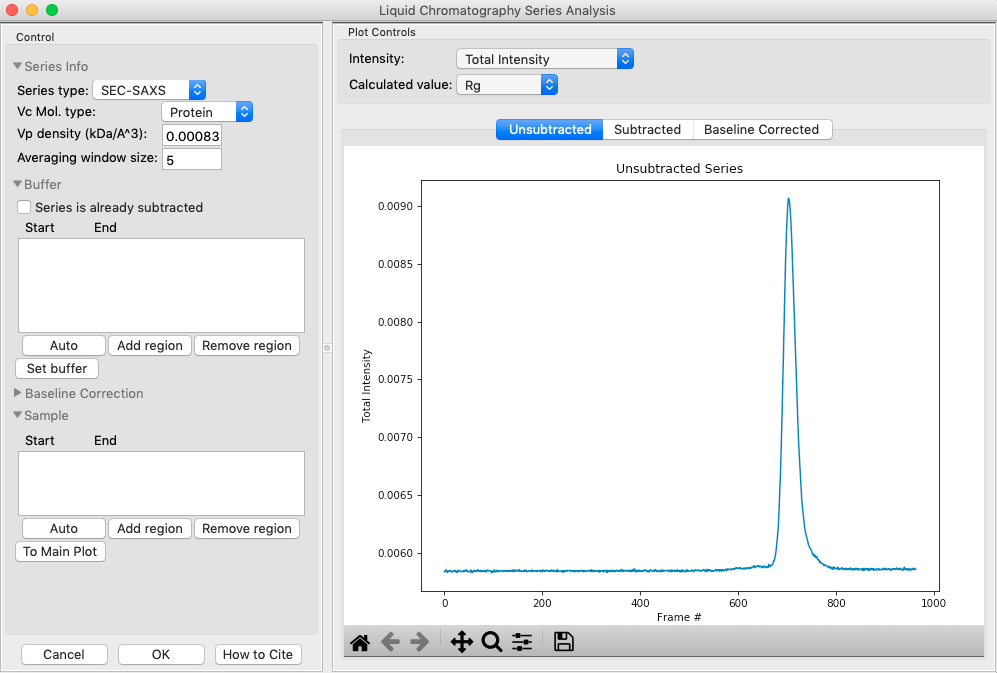 Liquid Chromatography Series Analysis
Control
Series Info
Series type: SEC-SAXS
Vc Mol. type: Protein
Vp density (kDa/A^3): 0.00083
Averaging window size: 5
Buffer
Series is already subtracted
Start End
Auto Add region Remove region
Set buffer
Baseline Correction
Sample
Start End
Auto Add region Remove region
To Main Plot
Cancel OK How to Cite
Plot Controls
Intensity: Total Intensity
Calculated value: Rg
Unsubtracted Subtracted Baseline Corrected
Unsubtracted Series
0.0090
0.0085
0.0080
0.0075
0.0070
0.0065
0.0060
Total Intensity
0 200 400 600 800 1000
Frame #